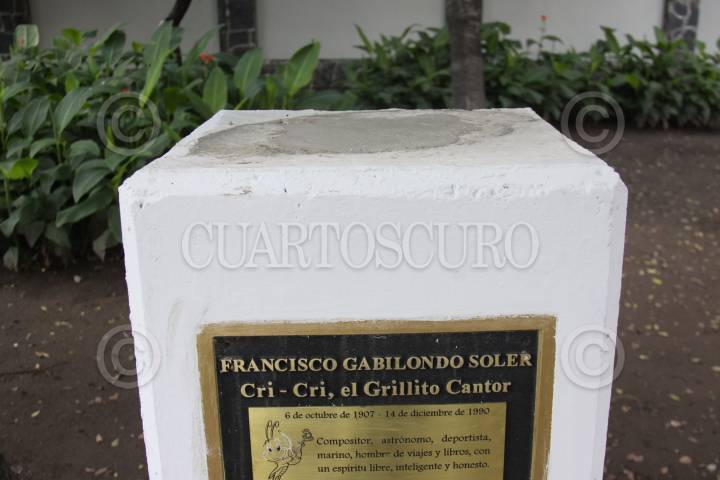 © ©
CUARTOSCURO
© ©
FRANCISCO GABILONDO SOLER
Cri - Cri, el Grillito Cantor
6 de octubre de 1907 - 14 de diciembre de 1990
Compositor, astrónomo, deportista,
marino, hombre de viajes y libros, con
un espíritu libre, inteligente y honesto.